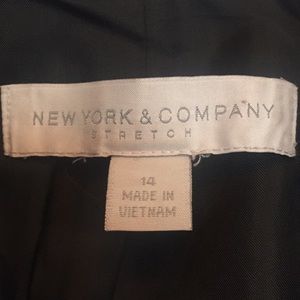 NEW YORK & COMPANY
STRETCH
14
MADE IN
VIETNAM